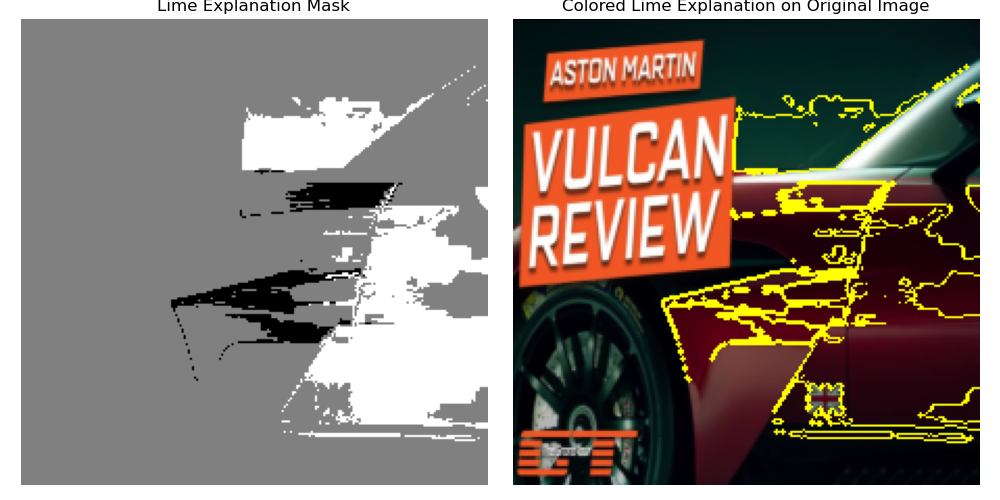 Lime Explanation Mask
Colored Lime Explanation on Original Image
ASTON MARTIN
VULCAN
REVIEW